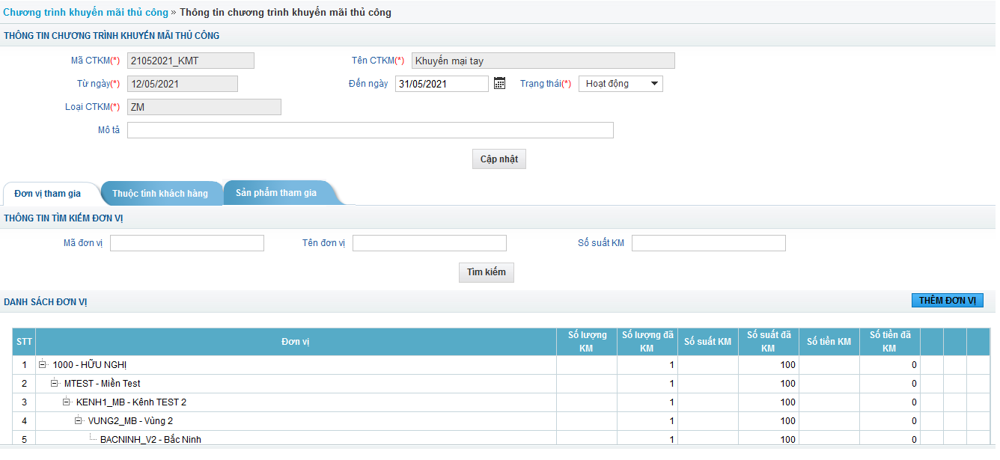 Chương trình khuyến mãi thủ công » Thông tin chương trình khuyến mãi thủ công
THÔNG TIN CHƯƠNG TRÌNH KHUYẾN MÃI THỦ CÔNG
Mã CTKM(*) 21052021_KMT Tên CTKM(*) Khuyến mại tay
Từ ngày(*) 12/05/2021 Đến ngày 31/05/2021 Trạng thái(*) Hoạt động
Loại CTKM(*) ZM
Mô tả
Cập nhật
Đơn vị tham gia Thuộc tính khách hàng Sản phẩm tham gia
THÔNG TIN TÌM KIẾM ĐƠN VỊ
Mã đơn vị Tên đơn vị Số suất KM
Tìm kiếm
DANH SÁCH ĐƠN VỊ THÊM ĐƠN VỊ
STT Đơn vị Số lượng KM Số lượng đã KM Số suất KM Số suất đã KM Số tiền KM Số tiền đã KM
1 1000 - HỮU NGHỊ 1 100 0
2 MTEST - Miền Test 1 100 0
3 KENH1_MB - Kênh TEST 2 1 100 0
4 VUNG2_MB - Vùng 2 1 100 0
5 BACNINH_V2 - Bắc Ninh 1 100 0